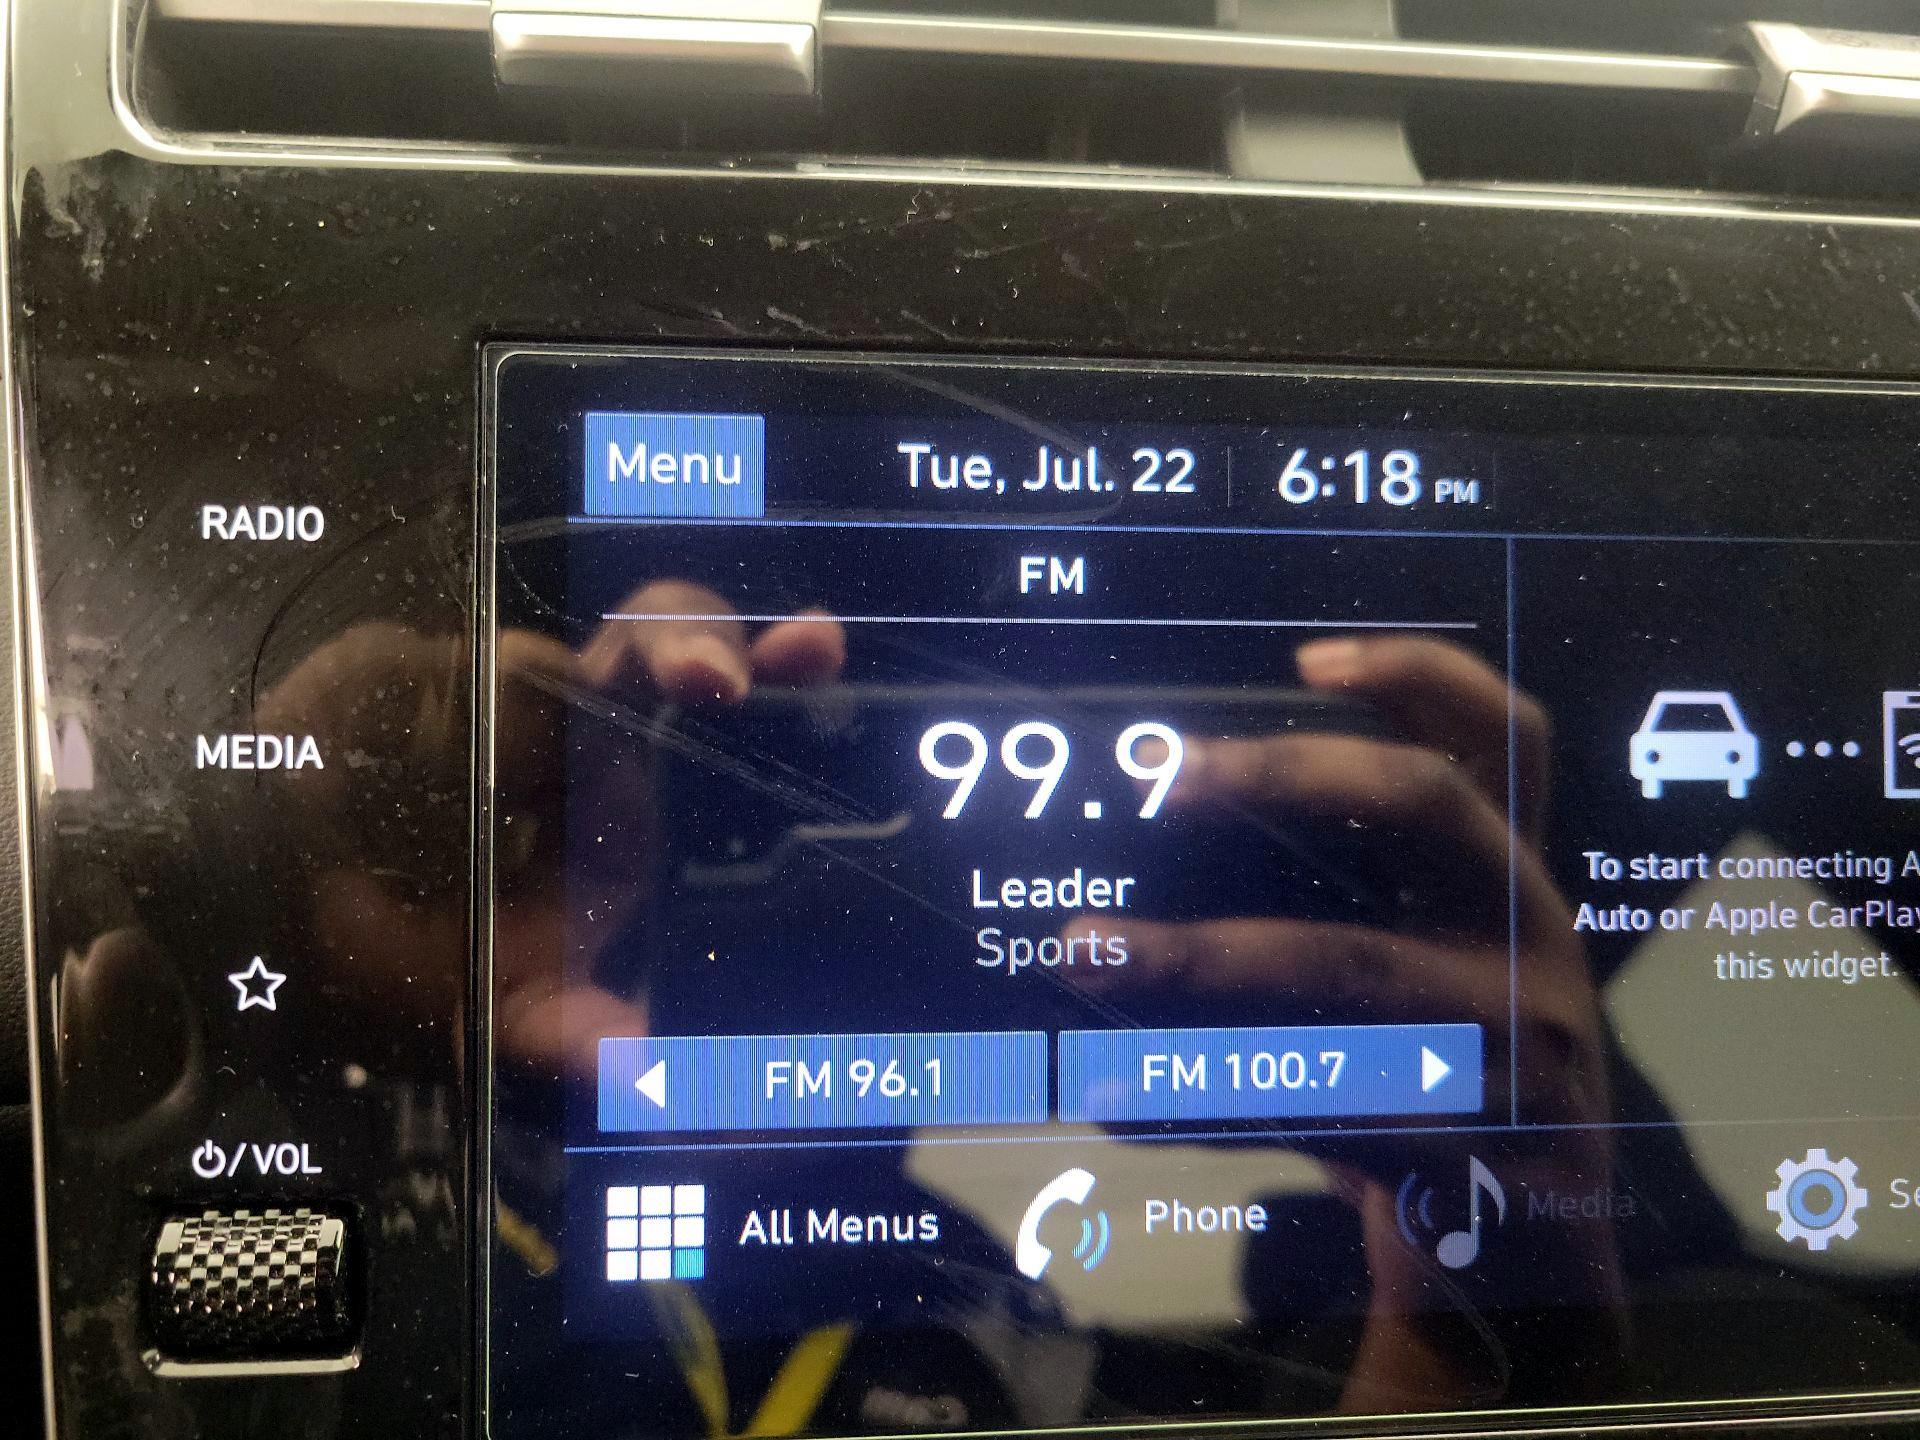 Menu
Tue, Jul. 22
6:18 PM
RADIO
FM
MEDIA
99.9
Leader
Sports
To start connecting
Auto or Apple CarPlay
this widget.
FM 96.1
FM 100.7
/VOL
All Menus
Phone
Media